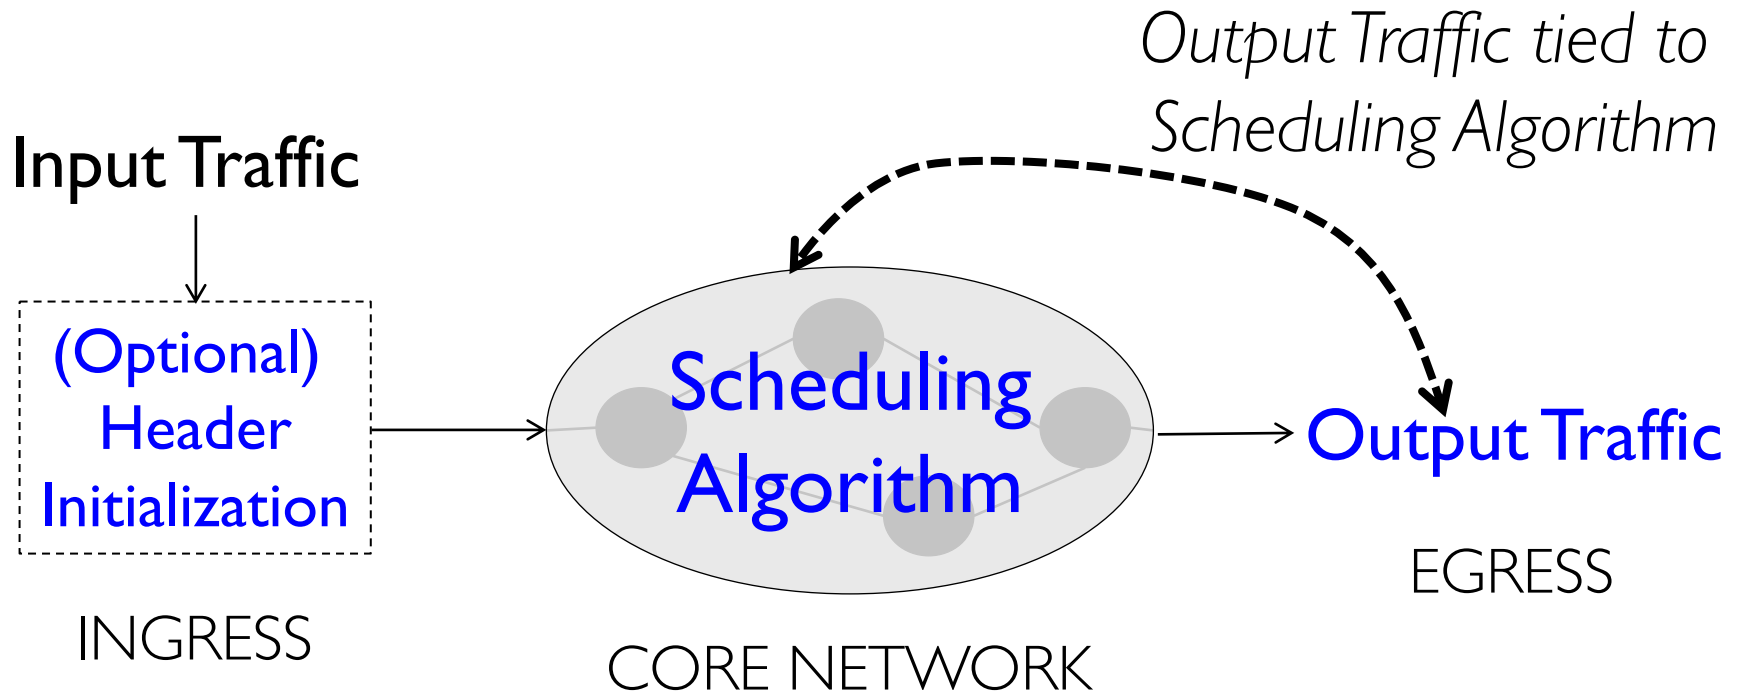 Output Traffic tied to
Scheduling Algorithm
Input Traffic
(Optional)
Header
Initialization
INGRESS
Scheduling
Algorithm
CORE NETWORK
Output Traffic
EGRESS